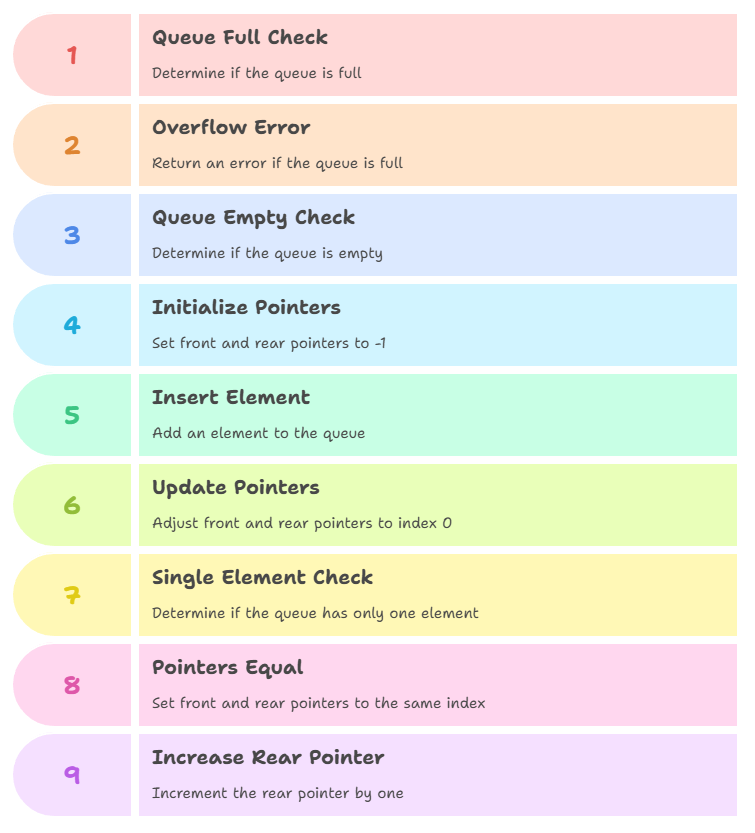 1
Queue Full Check
Determine if the queue is full
2
Overflow Error
Return an error if the queue is full
3
Queue Empty Check
Determine if the queue is empty
4
Initialize Pointers
Set front and rear pointers to -1
5
Insert Element
Add an element to the queue
6
Update Pointers
Adjust front and rear pointers to index 0
7
Single Element Check
Determine if the queue has only one element
8
Pointers Equal
Set front and rear pointers to the same index
9
Increase Rear Pointer
Increment the rear pointer by one